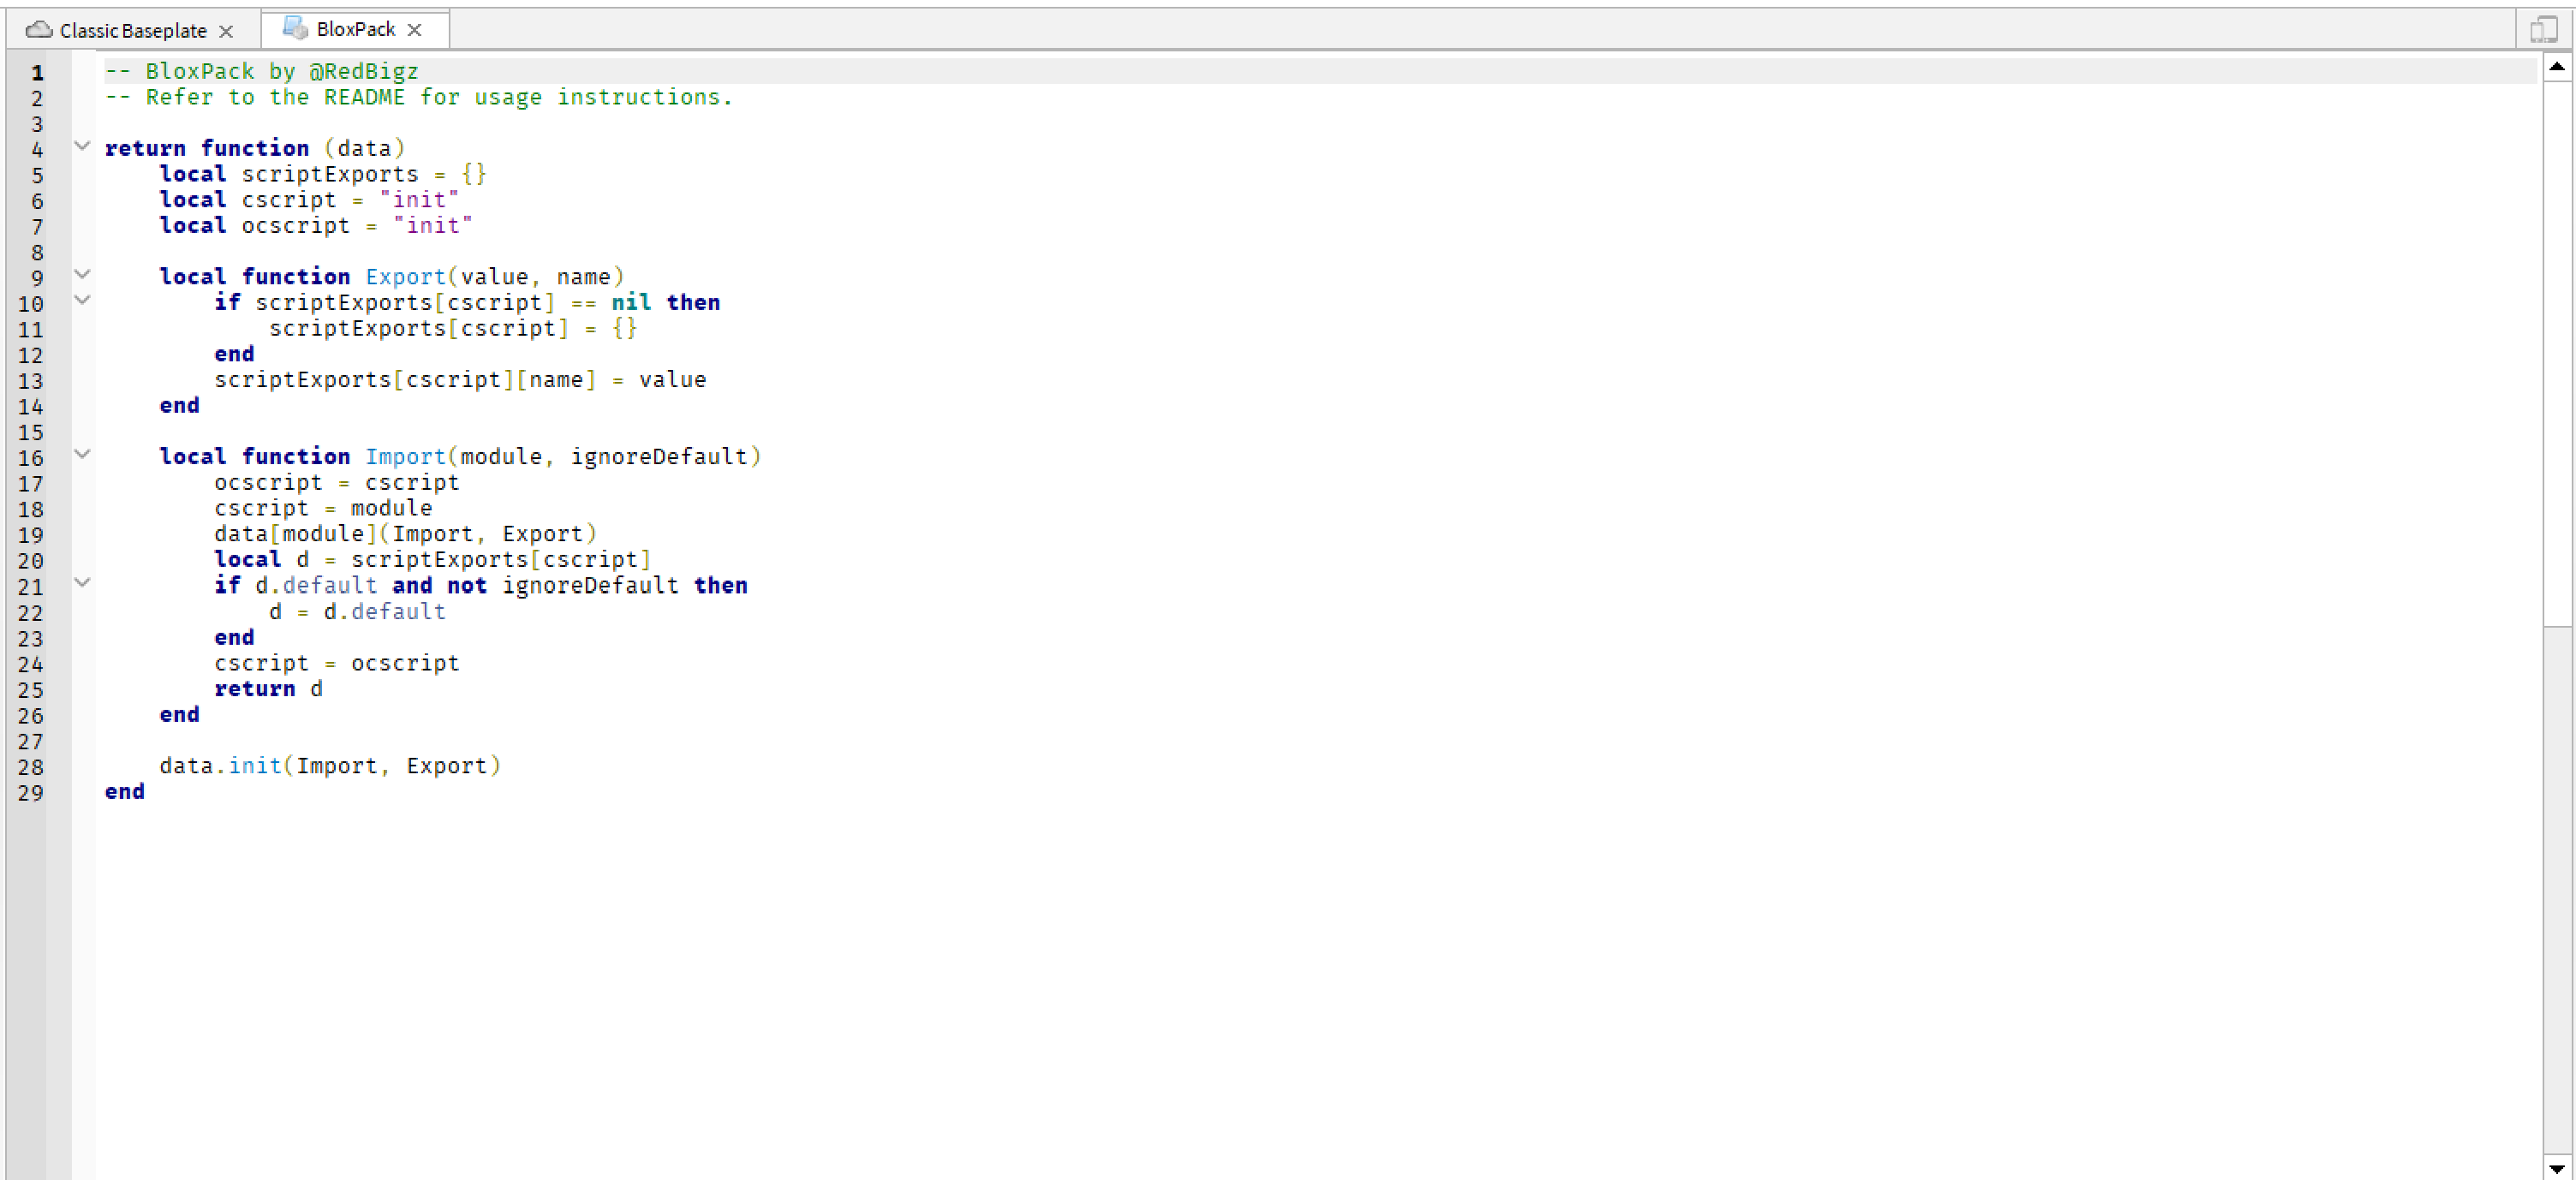 Classic Baseplate
BloxPack
1 -- BloxPack by @RedBigz
2 -- Refer to the README for usage instructions.
3
4 return function (data)
5     local scriptExports = {}
6     local cscript = "init"
7     local ocscript = "init"
8
9     local function Export(value, name)
10         if scriptExports[cscript] == nil then
11             scriptExports[cscript] = {}
12         end
13         scriptExports[cscript][name] = value
14     end
15
16     local function Import(module, ignoreDefault)
17         ocscript = cscript
18         cscript = module
19         data[module](Import, Export)
20         local d = scriptExports[cscript]
21         if d.default and not ignoreDefault then
22             d = d.default
23         end
24         cscript = ocscript
25         return d
26     end
27
28     data.init(Import, Export)
29 end